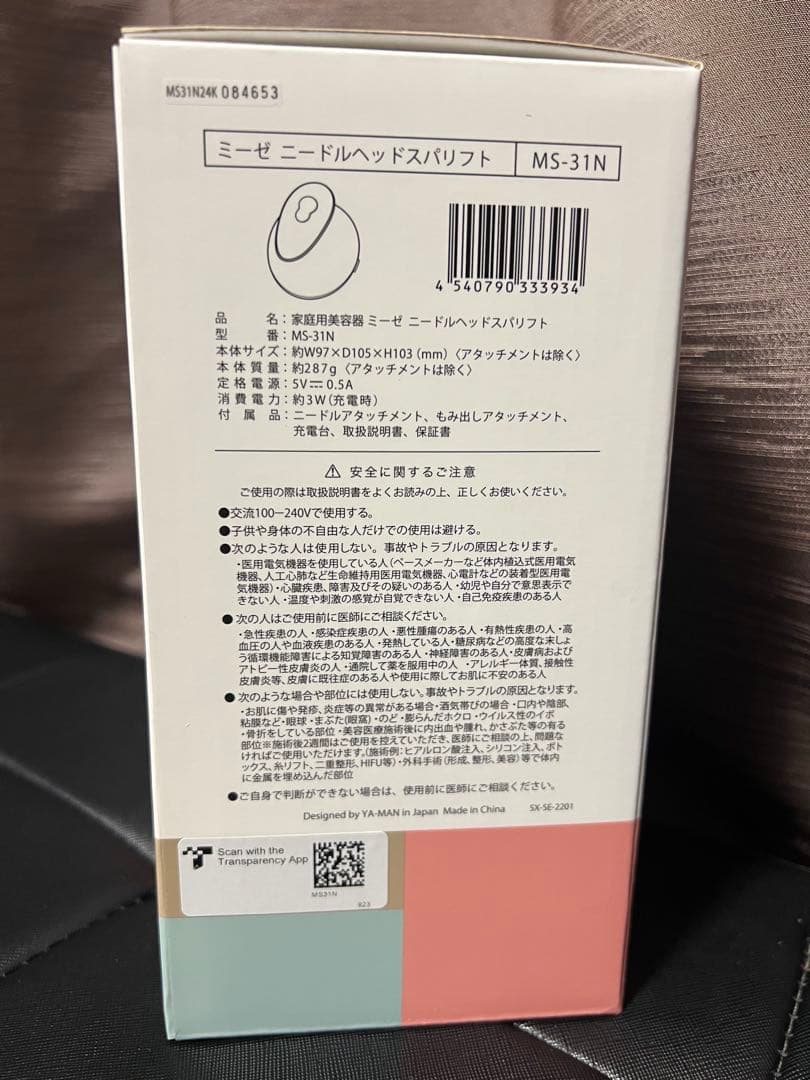 MS31N24K 084653
ミーゼ ニードルヘッドスパリフト MS-31N
4 540790 333934
品名：家庭用美容器 ミーゼ ニードルヘッドスパリフト
型番：MS-31N
本体サイズ：約W97×D105×H103（mm）〈アタッチメントは除く〉
本体質量：約287g〈アタッチメントは除く〉
定格電源：5V⎓0.5A
消費電力：約3W（充電時）
付属品：ニードルアタッチメント、もみ出しアタッチメント、
充電台、取扱説明書、保証書
⚠ 安全に関するご注意
ご使用の際は取扱説明書をよくお読みの上、正しくお使いください。
●交流100－240Vで使用する。
●子供や身体の不自由な人だけでの使用は避ける。
●次のような人は使用しない。事故やトラブルの原因となります。
・医用電気機器を使用している人（ペースメーカーなど体内植込式医用電気
機器、人工心肺など生命維持用医用電気機器、心電計などの装着型医用電
気機器）・心臓疾患、障害及びその疑いのある人・幼児や自分で意思表示で
きない人・温度や刺激の感覚が自覚できない人・自己免疫疾患のある人
●次の人はご使用前に医師にご相談ください。
・急性疾患の人・感染症疾患の人・悪性腫瘍のある人・有熱性疾患の人・高
血圧の人や血液疾患のある人・発熱している人・糖尿病などの高度な末しょ
う循環機能障害による知覚障害のある人・神経障害のある人・皮膚病および
アトピー性皮膚炎の人・通院して薬を服用中の人・アレルギー体質、接触性
皮膚炎等、皮膚に既往症のある人や使用に際してお肌に不安のある人
●次のような場合や部位には使用しない。事故やトラブルの原因となります。
・お肌に傷や発疹、炎症等の異常がある場合・酒気帯びの場合・口内や陰部、
粘膜など・眼球・まぶた（眼窩）・のど・膨らんだホクロ・ウイルス性のイボ
・骨折をしている部位・美容医療施術後に内出血や腫れ、かさぶた等の有る
部位※施術後2週間はご使用を控えていただき、医師にご相談の上、問題な
ければご使用いただけます。（施術例：ヒアルロン酸注入、シリコン注入、ボト
ックス、糸リフト、二重整形、HIFU等）・外科手術（形成、整形、美容）等で体内
に金属を埋め込んだ部位
●ご自身で判断ができない場合は、使用前に医師にご相談ください。
Designed by YA-MAN in Japan Made in China SX-SE-2201
Scan with the
Transparency App
MS31N
823